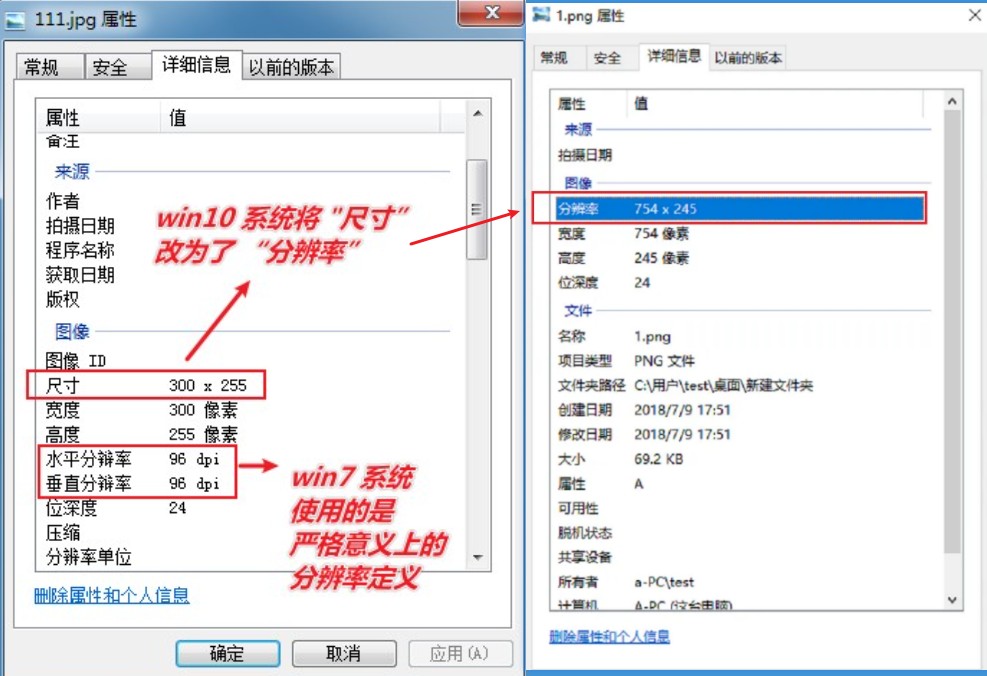 111.jpg 属性
常规 安全 详细信息 以前的版本
属性 值
来源
作者
拍摄日期
程序名称
获取日期
版权
图像
图像 ID
尺寸 300 x 255
宽度 300 像素
高度 255 像素
水平分辨率 96 dpi
垂直分辨率 96 dpi
位深度 24
压缩
分辨率单位
删除属性和个人信息
确定 取消 应用(A)
win10 系统将 "尺寸"
改为了 “分辨率”
win7 系统
使用的是
严格意义上的
分辨率定义
1.png 属性
常规 安全 详细信息 以前的版本
属性 值
来源
拍摄日期
图像
分辨率 754 x 245
宽度 754 像素
高度 245 像素
位深度 24
文件
名称 1.png
项目类型 PNG 文件
文件夹路径 C:\用户\test\桌面\新建文件夹
创建日期 2018/7/9 17:51
修改日期 2018/7/9 17:51
大小 69.2 KB
属性 A
可用性
脱机状态
共享设备
所有者 a-PC\test
计算机 A-PC (这台电脑)
删除属性和个人信息